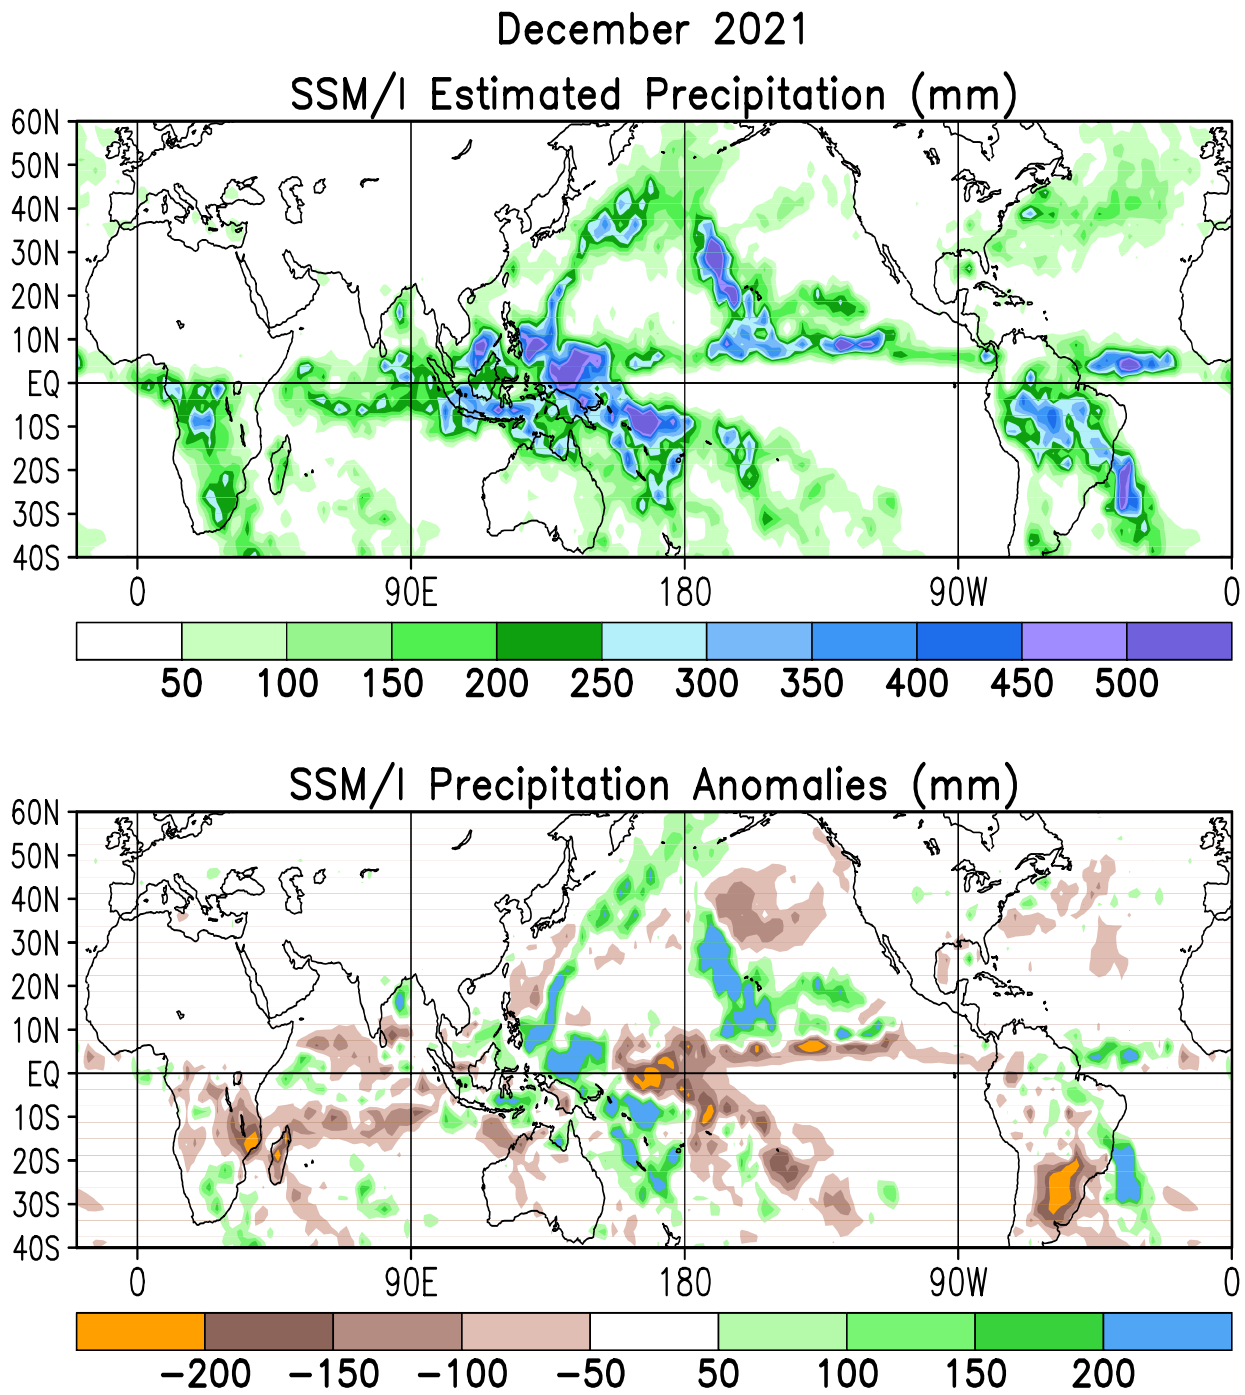 December 2021
SSM/I Estimated Precipitation (mm)
60N
50N
40N
30N
20N
10N
EQ
10S
20S
30S
40S
0 90E 180 90W 0
50 100 150 200 250 300 350 400 450 500
SSM/I Precipitation Anomalies (mm)
60N
50N
40N
30N
20N
10N
EQ
10S
20S
30S
40S
0 90E 180 90W 0
-200 -150 -100 -50 50 100 150 200